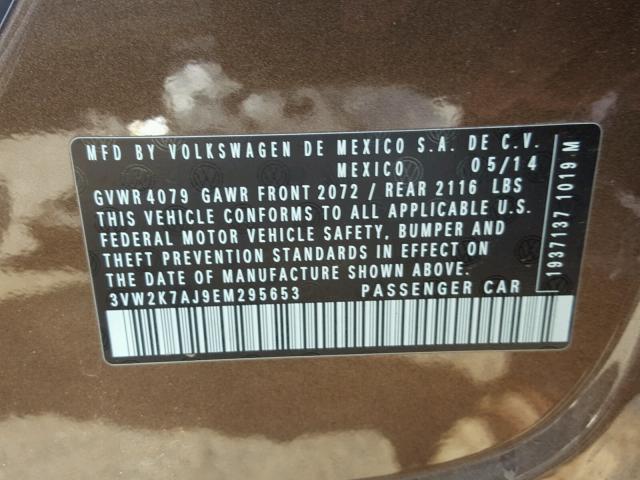 MFD BY VOLKSWAGEN DE MEXICO S.A. DE C.V.
MEXICO 05/14
GVWR 4079 GAWR FRONT 2072 / REAR 2116 LBS
THIS VEHICLE CONFORMS TO ALL APPLICABLE U.S.
FEDERAL MOTOR VEHICLE SAFETY, BUMPER AND
THEFT PREVENTION STANDARDS IN EFFECT ON
THE DATE OF MANUFACTURE SHOWN ABOVE.
3VW2K7AJ9EM295653 PASSENGER CAR
1937137 1019 M